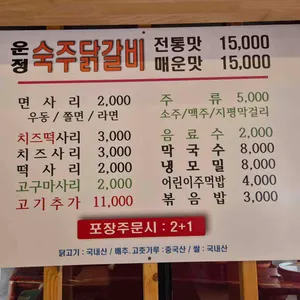 운정 숙주닭갈비 전통맛 15,000
매운맛 15,000
면 사리 2,000
우동 / 쫄면 / 라면
치즈떡사리 3,000
치즈사리 3,000
떡사리 2,000
고구마사리 2,000
고기추가 11,000
주류 5,000
소주/맥주/지평막걸리
음료수 2,000
막국수 8,000
냉모밀 8,000
어린이주먹밥 4,000
볶음밥 3,000
포장주문시 : 2+1
닭고기 : 국내산 / 배추. 고춧가루 : 중국산 / 쌀 : 국내산